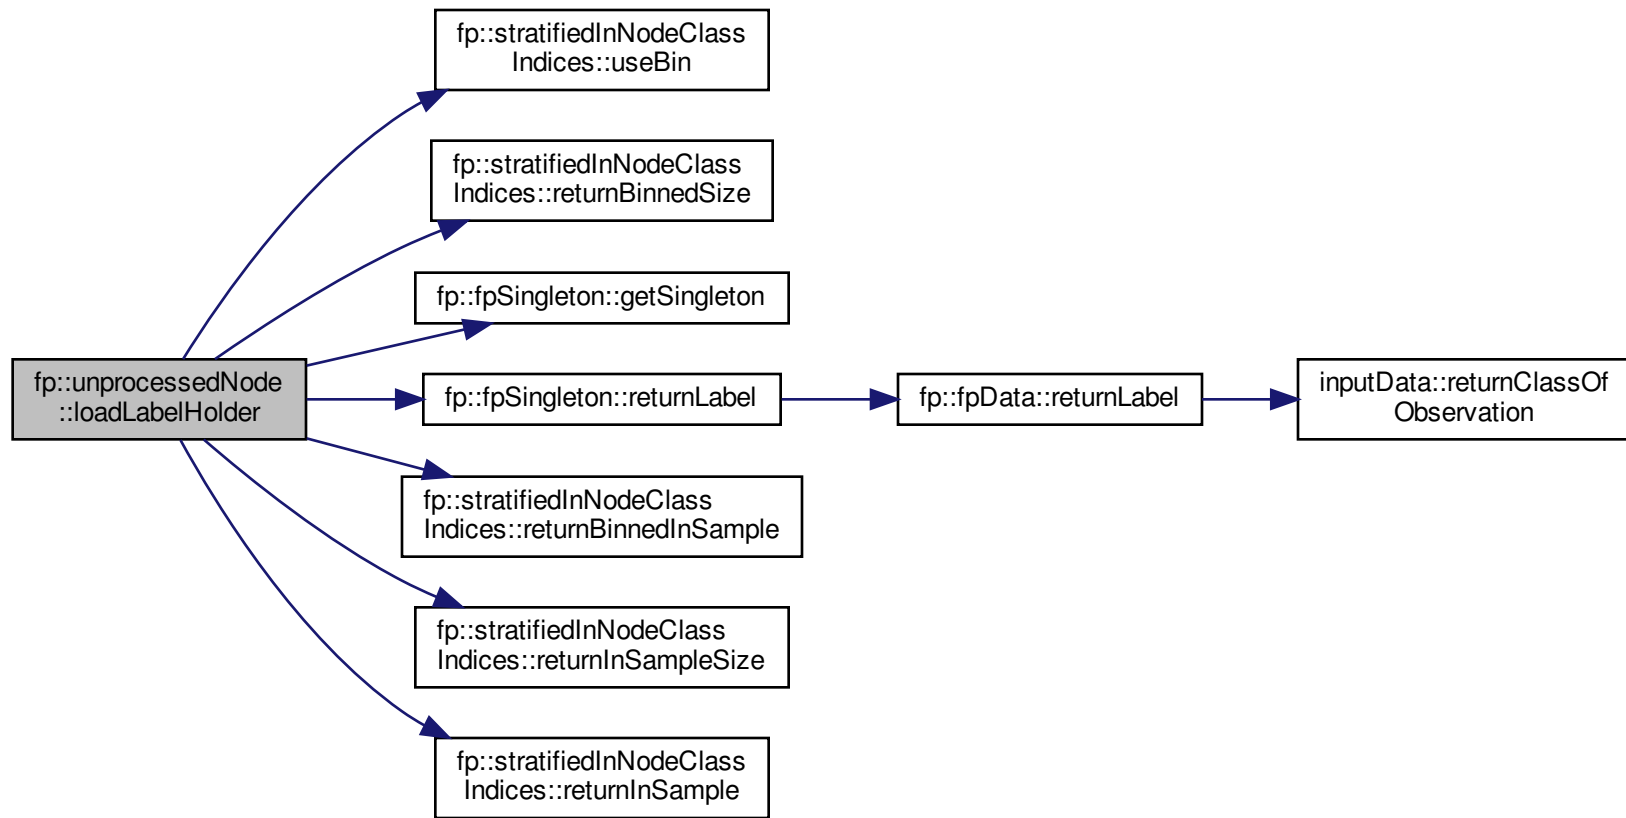 fp::stratifiedInNodeClass
Indices::useBin
fp::stratifiedInNodeClass
Indices::returnBinnedSize
fp::fpSingleton::getSingleton
fp::unprocessedNode
::loadLabelHolder
fp::fpSingleton::returnLabel
fp::fpData::returnLabel
inputData::returnClassOf
Observation
fp::stratifiedInNodeClass
Indices::returnBinnedInSample
fp::stratifiedInNodeClass
Indices::returnInSampleSize
fp::stratifiedInNodeClass
Indices::returnInSample